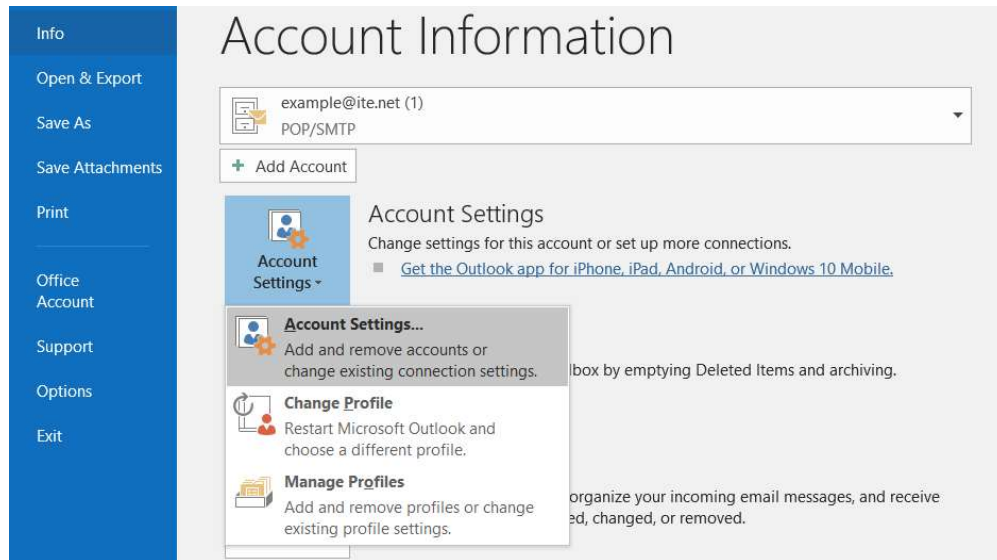 Info
Open & Export
Save As
Save Attachments
Print
Office
Account
Support
Options
Exit
Account Information
example@ite.net (1)
POP/SMTP
+ Add Account
Account
Settings
Account Settings
Change settings for this account or set up more connections.
Get the Outlook app for iPhone, iPad, Android, or Windows 10 Mobile.
Account Settings...
Add and remove accounts or
change existing connection settings.
lbox by emptying Deleted Items and archiving.
Change Profile
Restart Microsoft Outlook and
choose a different profile.
Manage Profiles
Add and remove profiles or change
existing profile settings.
organize your incoming email messages, and receive
ed, changed, or removed.